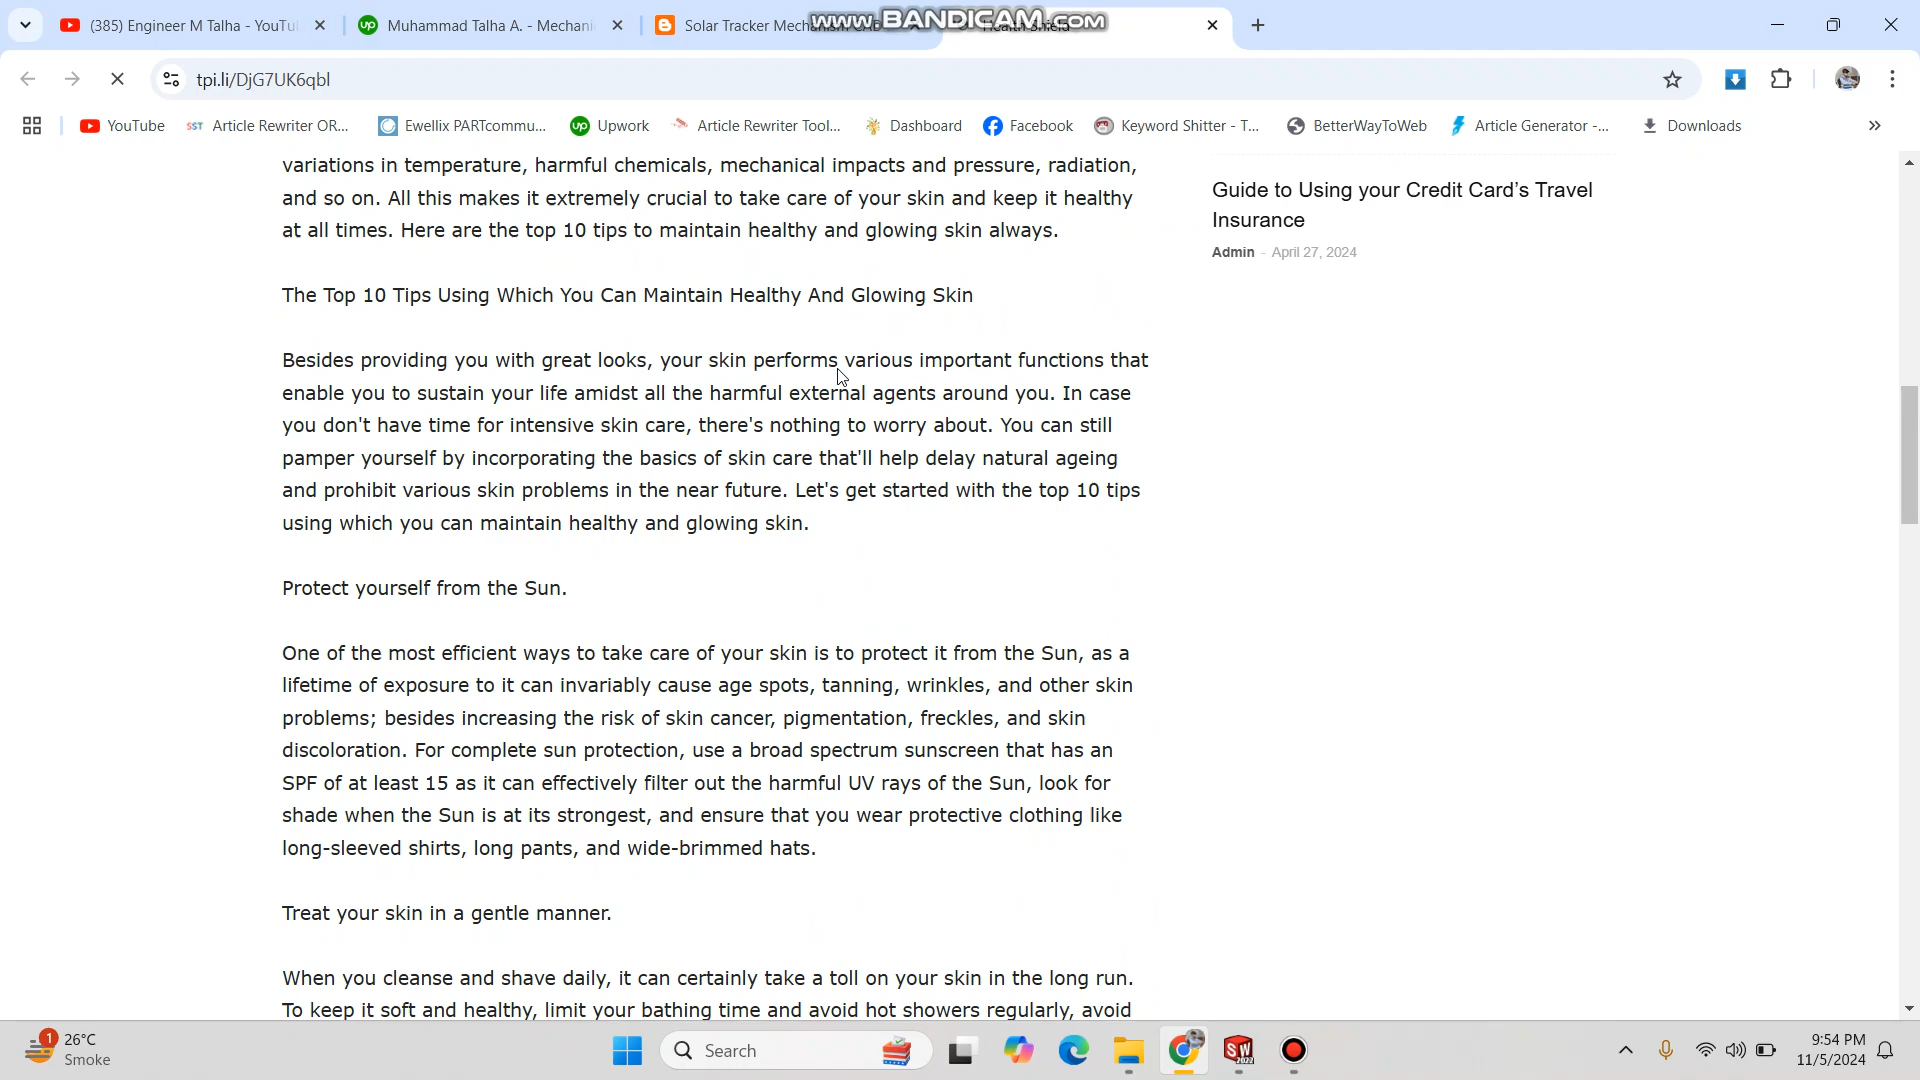 www.BANDICAM.com
(385) Engineer M Talha - YouTu
Muhammad Talha A. - Mechani
Solar Tracker Mechanism CAD
Health Shield
tpi.li/DjG7UK6qbl
YouTube
SST Article Rewriter OR...
Ewellix PARTcommu...
up Upwork
Article Rewriter Tool...
Dashboard
Facebook
Keyword Shitter - T...
BetterWayToWeb
Article Generator -...
Downloads
variations in temperature, harmful chemicals, mechanical impacts and pressure, radiation,
and so on. All this makes it extremely crucial to take care of your skin and keep it healthy
at all times. Here are the top 10 tips to maintain healthy and glowing skin always.
The Top 10 Tips Using Which You Can Maintain Healthy And Glowing Skin
Besides providing you with great looks, your skin performs various important functions that
enable you to sustain your life amidst all the harmful external agents around you. In case
you don't have time for intensive skin care, there's nothing to worry about. You can still
pamper yourself by incorporating the basics of skin care that'll help delay natural ageing
and prohibit various skin problems in the near future. Let's get started with the top 10 tips
using which you can maintain healthy and glowing skin.
Protect yourself from the Sun.
One of the most efficient ways to take care of your skin is to protect it from the Sun, as a
lifetime of exposure to it can invariably cause age spots, tanning, wrinkles, and other skin
problems; besides increasing the risk of skin cancer, pigmentation, freckles, and skin
discoloration. For complete sun protection, use a broad spectrum sunscreen that has an
SPF of at least 15 as it can effectively filter out the harmful UV rays of the Sun, look for
shade when the Sun is at its strongest, and ensure that you wear protective clothing like
long-sleeved shirts, long pants, and wide-brimmed hats.
Treat your skin in a gentle manner.
When you cleanse and shave daily, it can certainly take a toll on your skin in the long run.
To keep it soft and healthy, limit your bathing time and avoid hot showers regularly, avoid
Guide to Using your Credit Card's Travel
Insurance
Admin - April 27, 2024
1
26°C
Smoke
Search
SW
2022
9:54 PM
11/5/2024